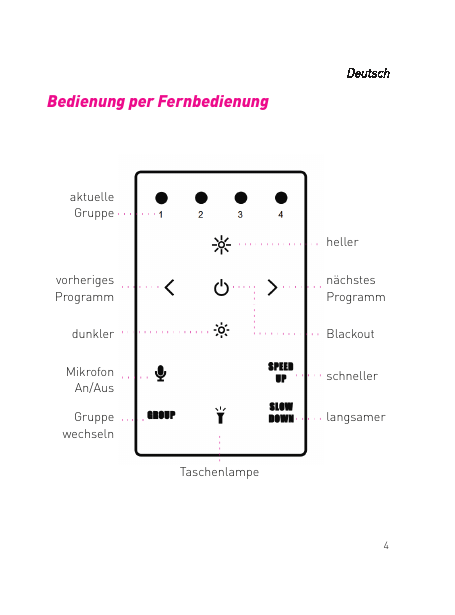 Deutsch
Bedienung per Fernbedienung
aktuelle
Gruppe
1 2 3 4
heller
vorheriges
Programm
nächstes
Programm
dunkler
Blackout
Mikrofon
An/Aus
SPEED
UP
schneller
Gruppe
wechseln
GROUP
SLOW
DOWN
langsamer
Taschenlampe
4